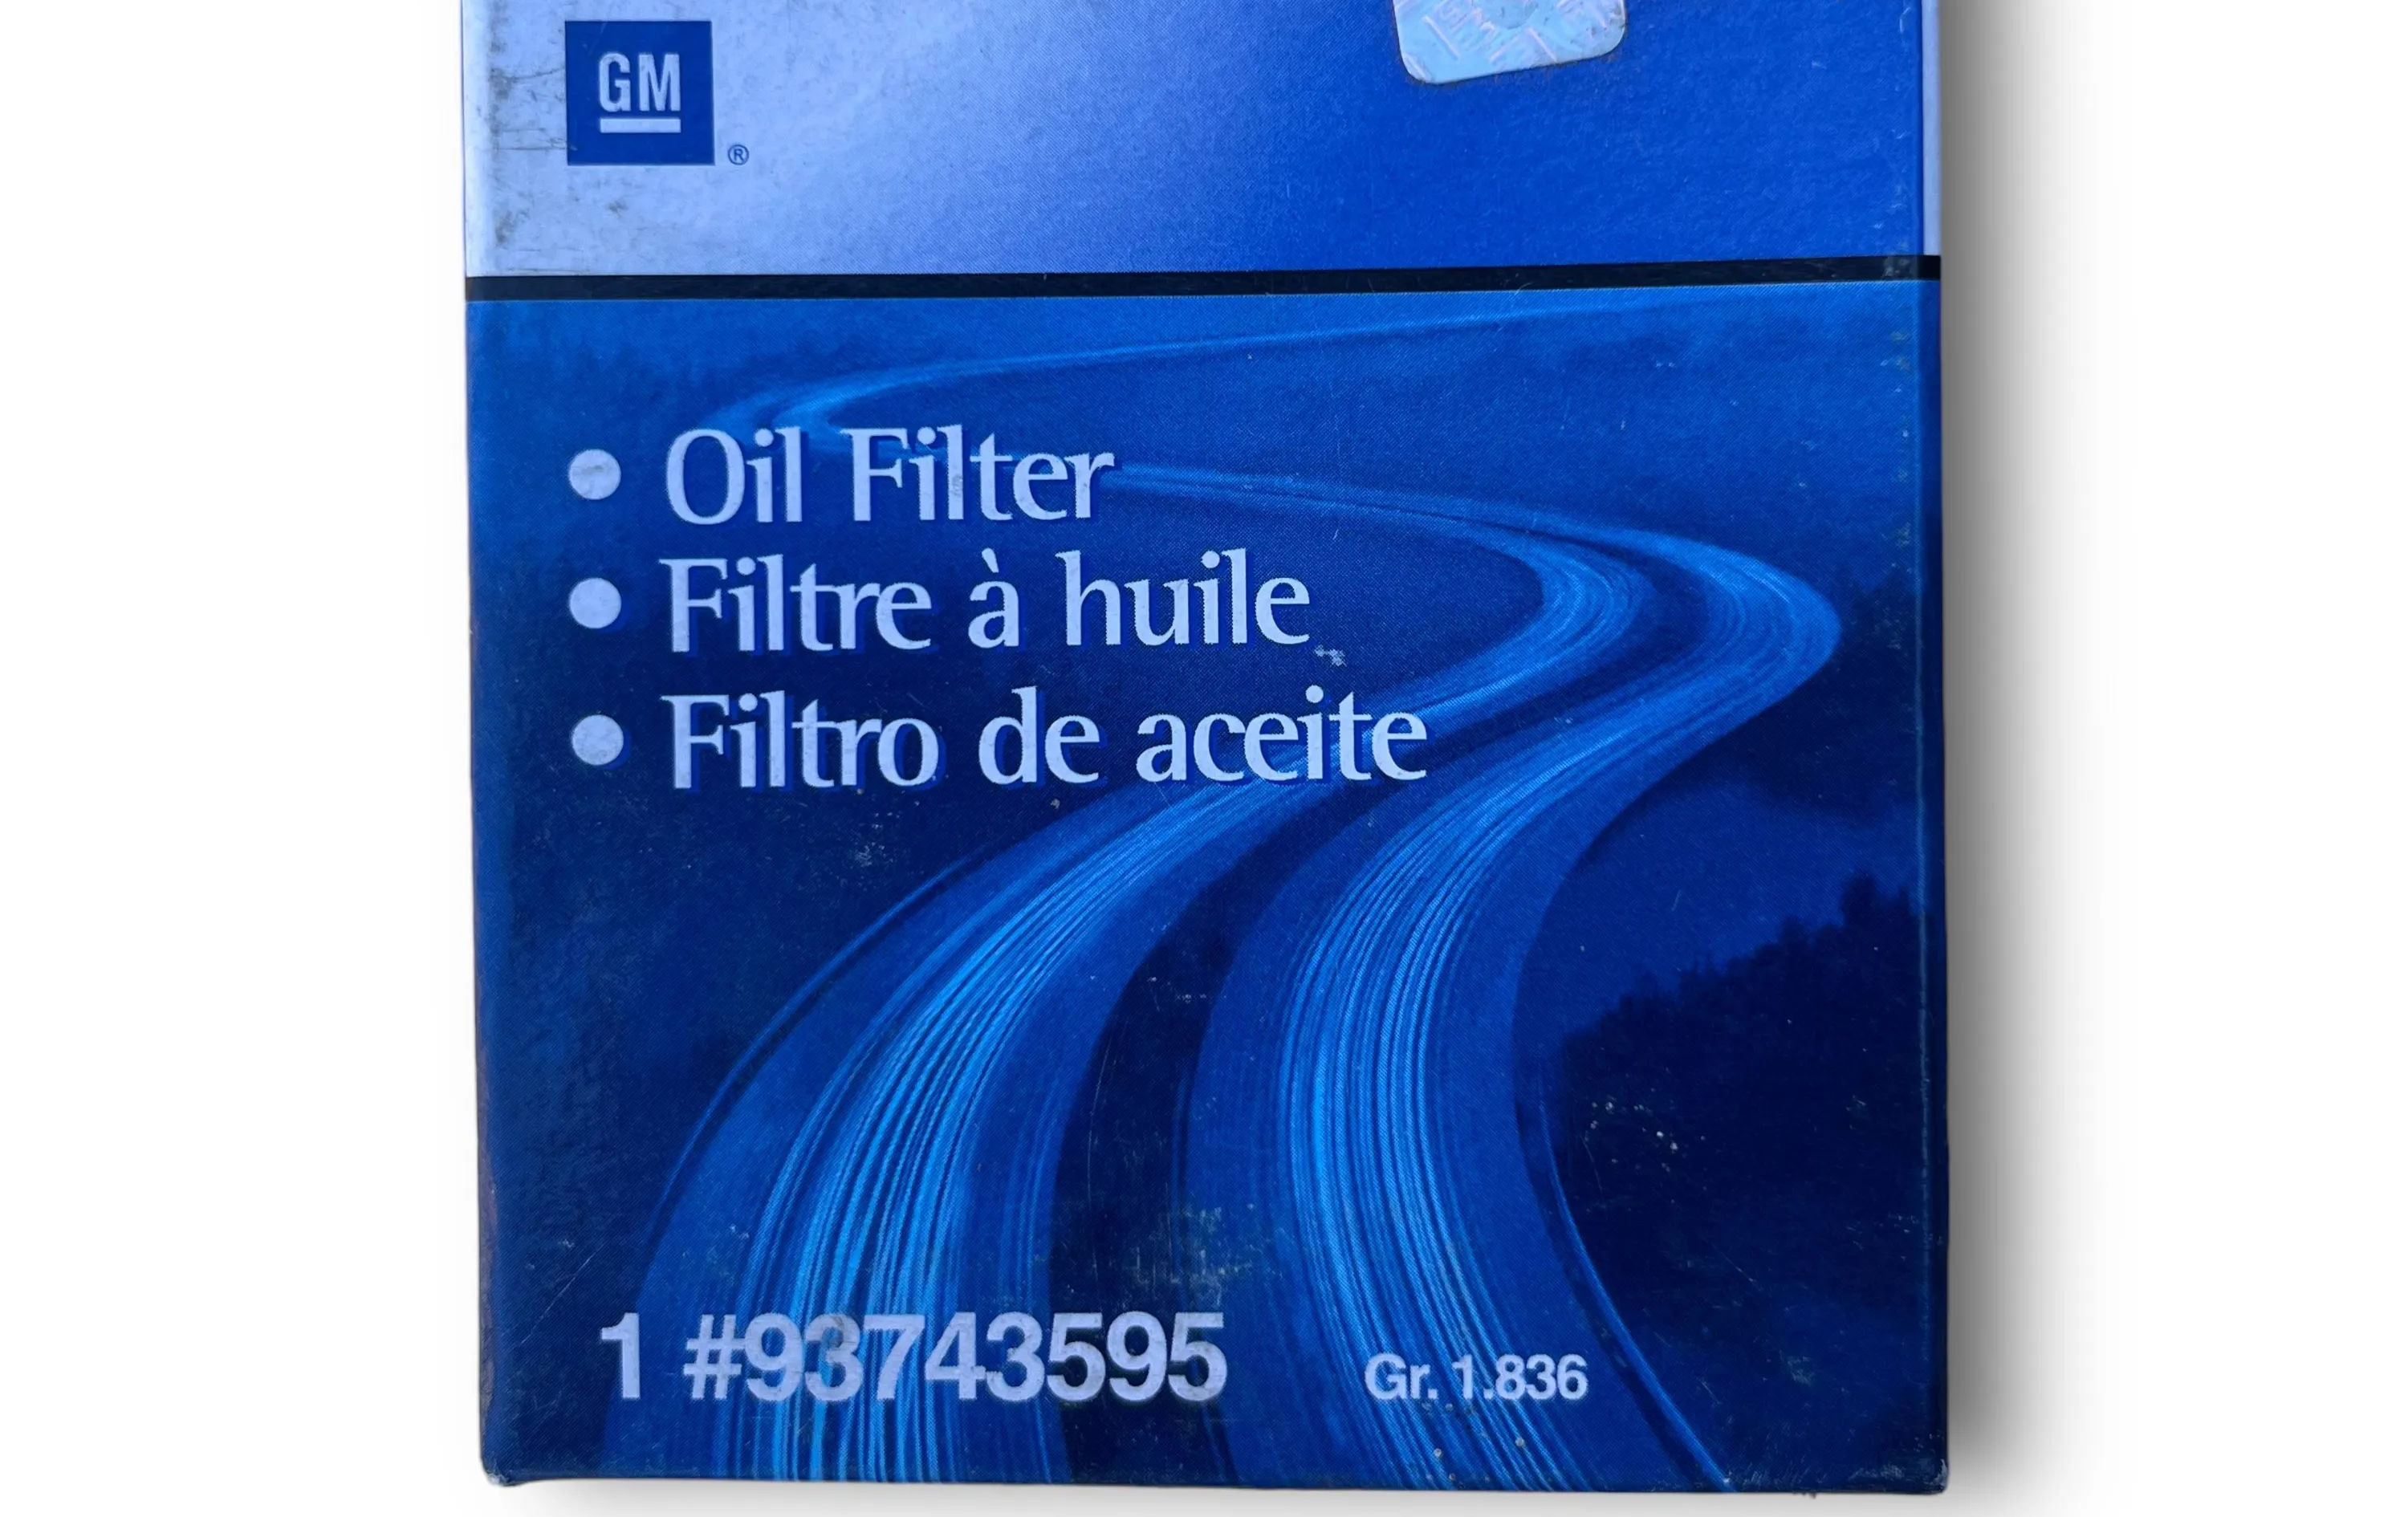 GM
®
• Oil Filter
• Filtre à huile
• Filtro de aceite
1 #93743595 Gr. 1.836